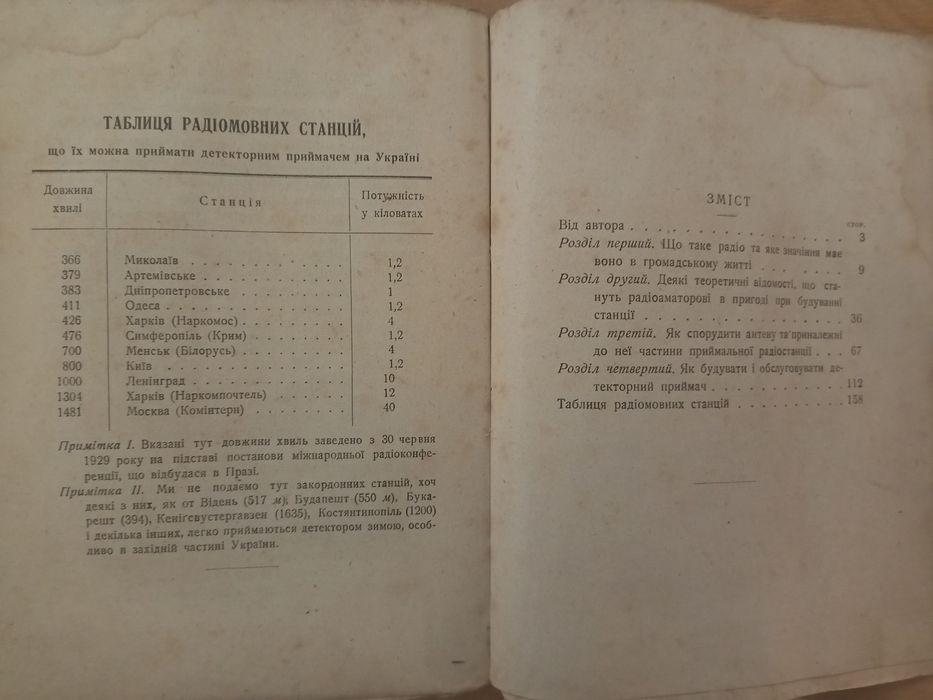 ТАБЛИЦЯ РАДІОМОВНИХ СТАНЦІЙ,
що їх можна приймати детекторним приймачем на Україні
Довжина хвилі Станція Потужність у кіловатах
366 Миколаїв . . . . . . . . . . . . 1,2
379 Артемівське . . . . . . . . . . . 1,2
383 Дніпропетровське . . . . . . . . 1
411 Одеса . . . . . . . . . . . . . . 1,2
426 Харків (Наркомос) . . . . . . . . 4
476 Симферопіль (Крим) . . . . . . . 1,2
700 Менськ (Білорусь) . . . . . . . . 4
800 Київ . . . . . . . . . . . . . . 1,2
1000 Ленінград . . . . . . . . . . . . 10
1304 Харків (Наркомпочтель) . . . . . 12
1481 Москва (Комінтерн) . . . . . . . 40
Примітка I. Вказані тут довжини хвиль заведено з 30 червня
1929 року на підставі постанови міжнародньої радіоконфе-
ренції, що відбулася в Празі.
Примітка II. Ми не подаємо тут закордонних станцій, хоч
деякі з них, як от Відень (517 м), Будапешт (550 м), Бука-
решт (394), Кеніґсвустергавзен (1635), Костянтинопіль (1200)
і декілька інших, легко приймаються детектором зимою, особ-
ливо в західній частині України.
ЗМІСТ
СТОР.
Від автора . . . . . . . . . . . . . . . 3
Розділ перший. Що таке радіо та яке значіння має
воно в громадському житті . . . . . . 9
Розділ другий. Деякі теоретичні відомості, що ста-
нуть радіоаматорові в пригоді при будуванні
станції . . . . . . . . . . . . . . . 36
Розділ третій. Як спорудити антену та приналежні
до неї частини приймальної радіостанції . . . 67
Розділ четвертий. Як будувати і обслуговувати де-
текторний приймач . . . . . . . . . . . 112
Таблиця радіомовних станцій . . . . . . . . . 158